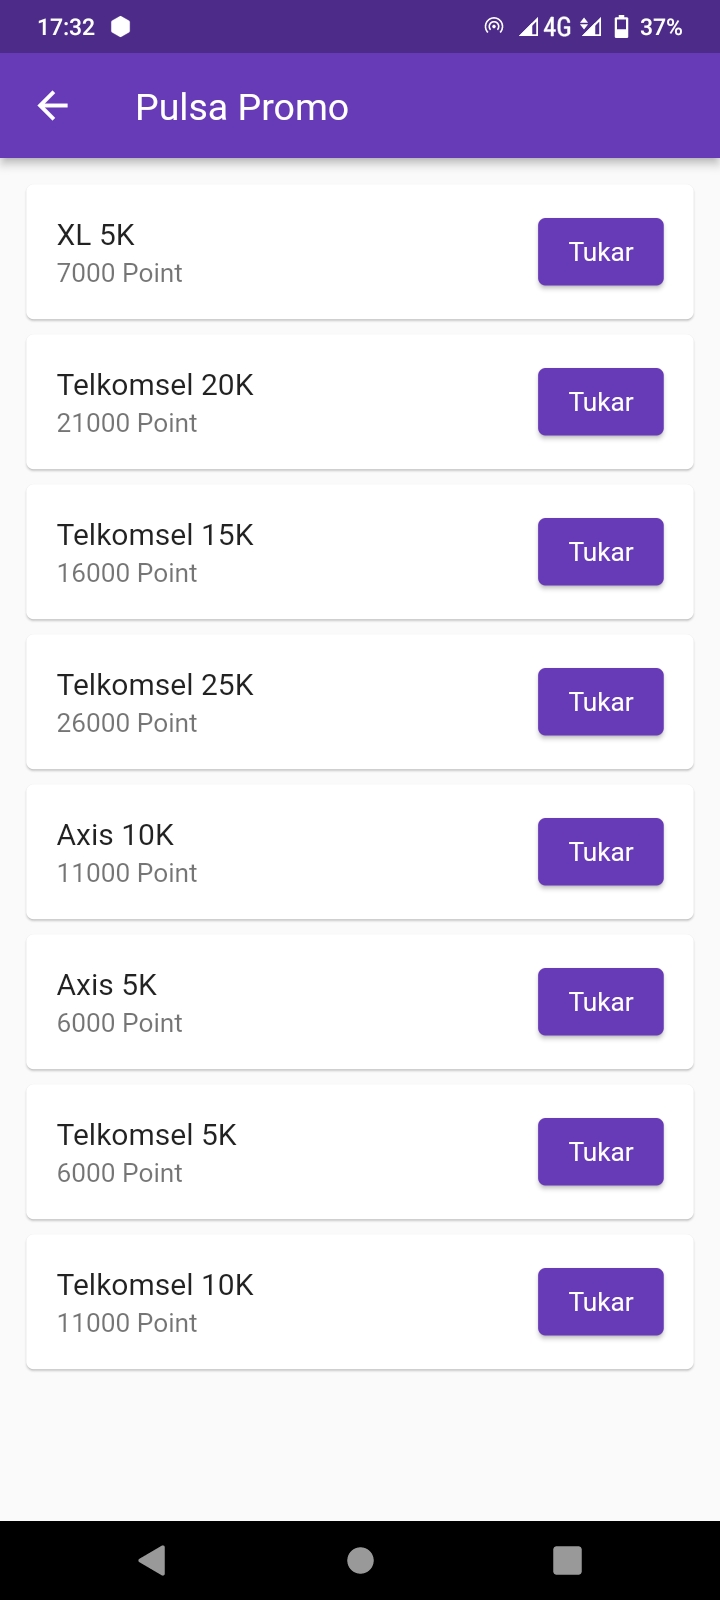 17:32 4G 37%
Pulsa Promo
XL 5K
7000 Point
Tukar
Telkomsel 20K
21000 Point
Tukar
Telkomsel 15K
16000 Point
Tukar
Telkomsel 25K
26000 Point
Tukar
Axis 10K
11000 Point
Tukar
Axis 5K
6000 Point
Tukar
Telkomsel 5K
6000 Point
Tukar
Telkomsel 10K
11000 Point
Tukar